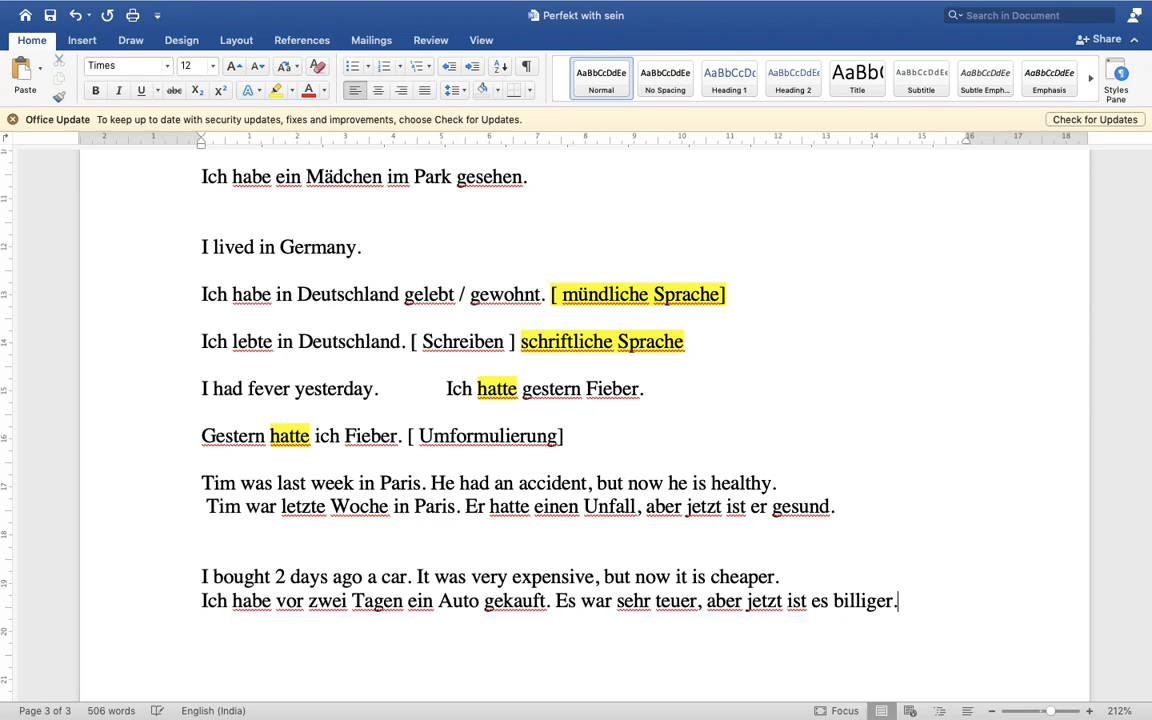 Perfekt with sein
Search in Document
Home Insert Draw Design Layout References Mailings Review View
Share
Paste
Times 12
AaBbCcDdEe AaBbCcDdEe AaBbCcDc AaBbCcDdEe AaBb( AaBbCcDdEe AaBbCcDdEe AaBbCcDdEe
Normal No Spacing Heading 1 Heading 2 Title Subtitle Subtle Emph... Emphasis
Styles Pane
Office Update To keep up to date with security updates, fixes and improvements, choose Check for Updates.
Check for Updates
Ich habe ein Mädchen im Park gesehen.
I lived in Germany.
Ich habe in Deutschland gelebt / gewohnt. [ mündliche Sprache]
Ich lebte in Deutschland. [ Schreiben ] schriftliche Sprache
I had fever yesterday. Ich hatte gestern Fieber.
Gestern hatte ich Fieber. [ Umformulierung]
Tim was last week in Paris. He had an accident, but now he is healthy.
Tim war letzte Woche in Paris. Er hatte einen Unfall, aber jetzt ist er gesund.
I bought 2 days ago a car. It was very expensive, but now it is cheaper.
Ich habe vor zwei Tagen ein Auto gekauft. Es war sehr teuer, aber jetzt ist es billiger.
Page 3 of 3 506 words English (India) Focus 212%